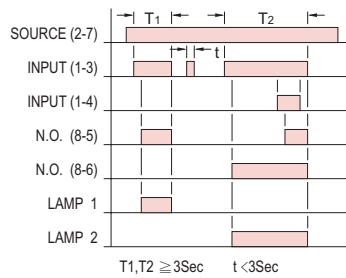 T1 T2
SOURCE (2-7)
t
INPUT (1-3)
INPUT (1-4)
N.O. (8-5)
N.O. (8-6)
LAMP 1
LAMP 2
T1,T2 ≧3Sec t <3Sec